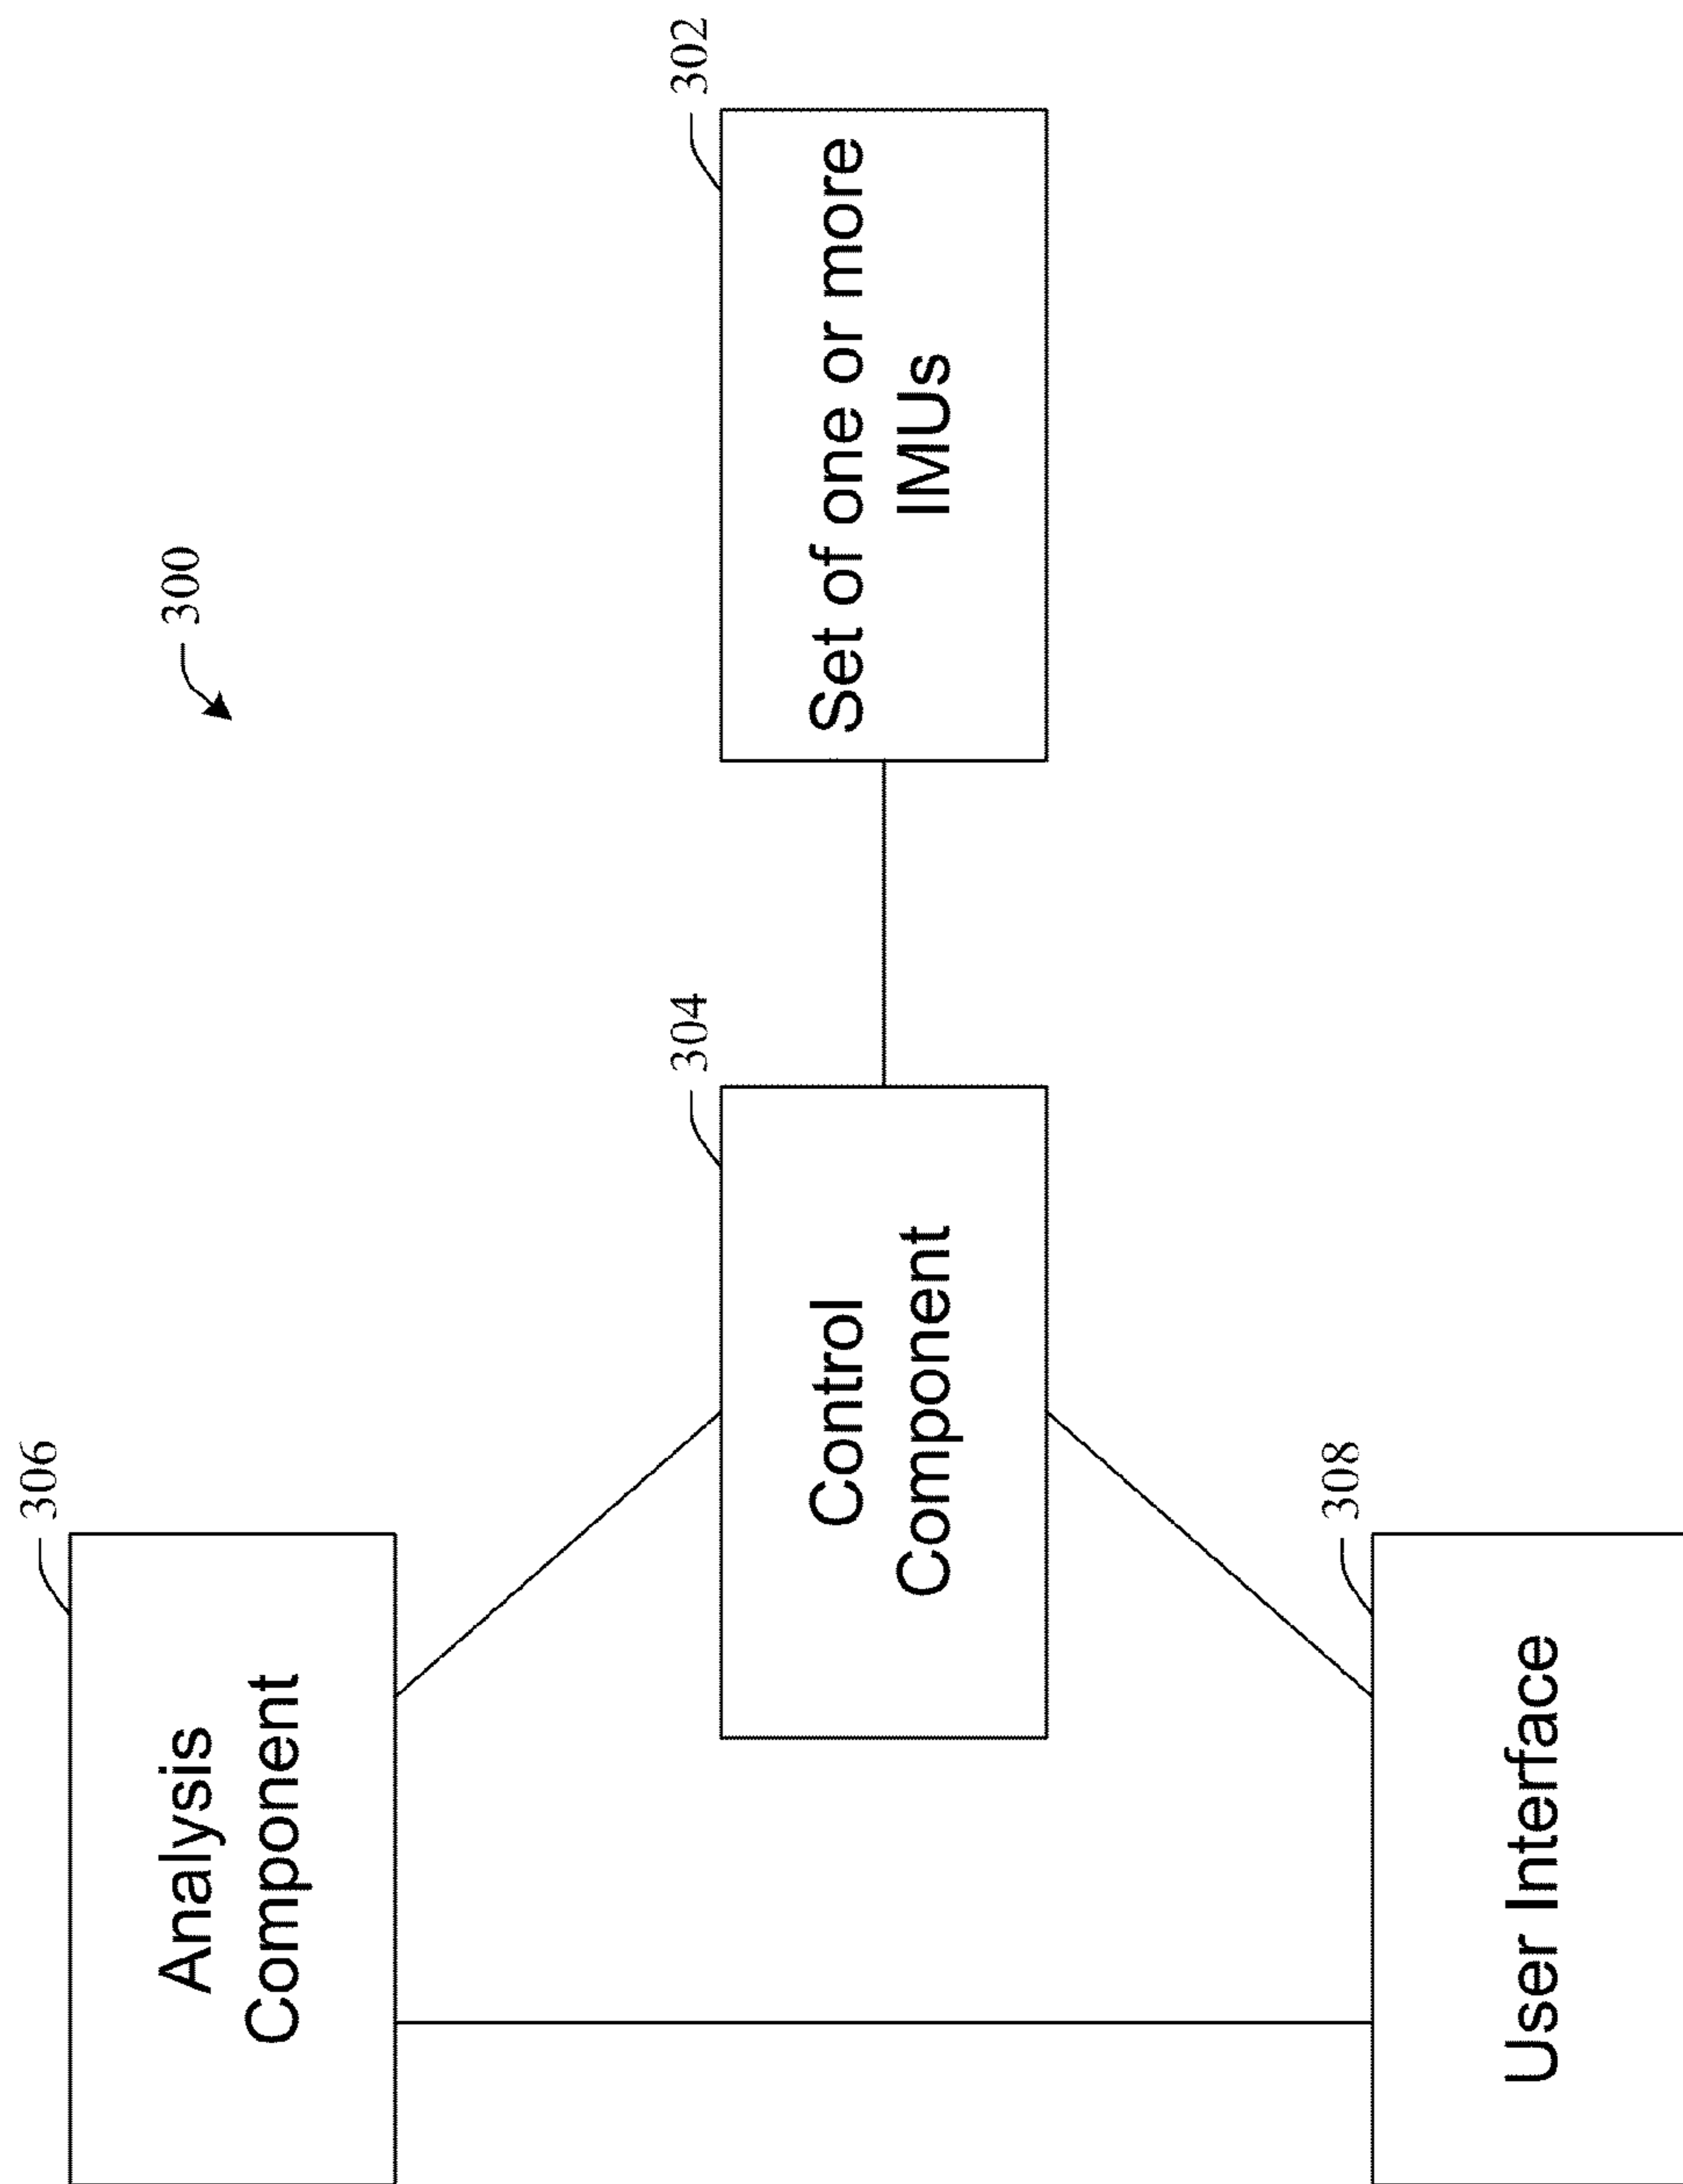 300
306
Analysis
Component
304
Control
Component
302
Set of one or more
IMUs
308
User Interface